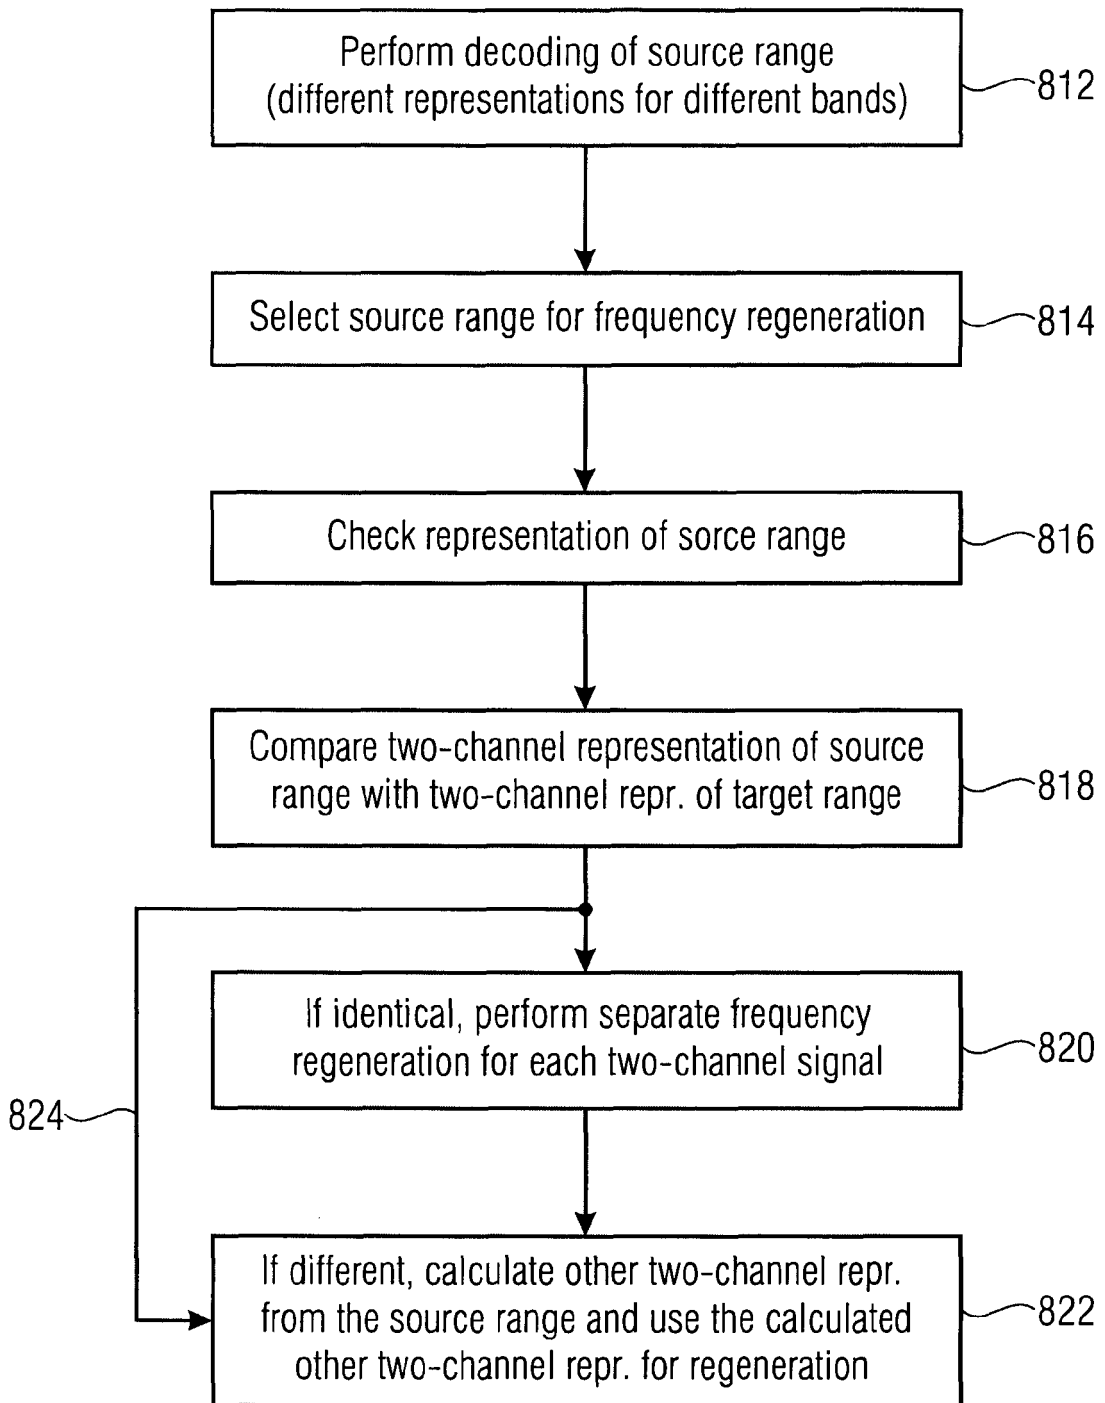 Perform decoding of source range
(different representations for different bands)
812
Select source range for frequency regeneration
814
Check representation of sorce range
816
Compare two-channel representation of source
range with two-channel repr. of target range
818
If identical, perform separate frequency
regeneration for each two-channel signal
820
824
If different, calculate other two-channel repr.
from the source range and use the calculated
other two-channel repr. for regeneration
822